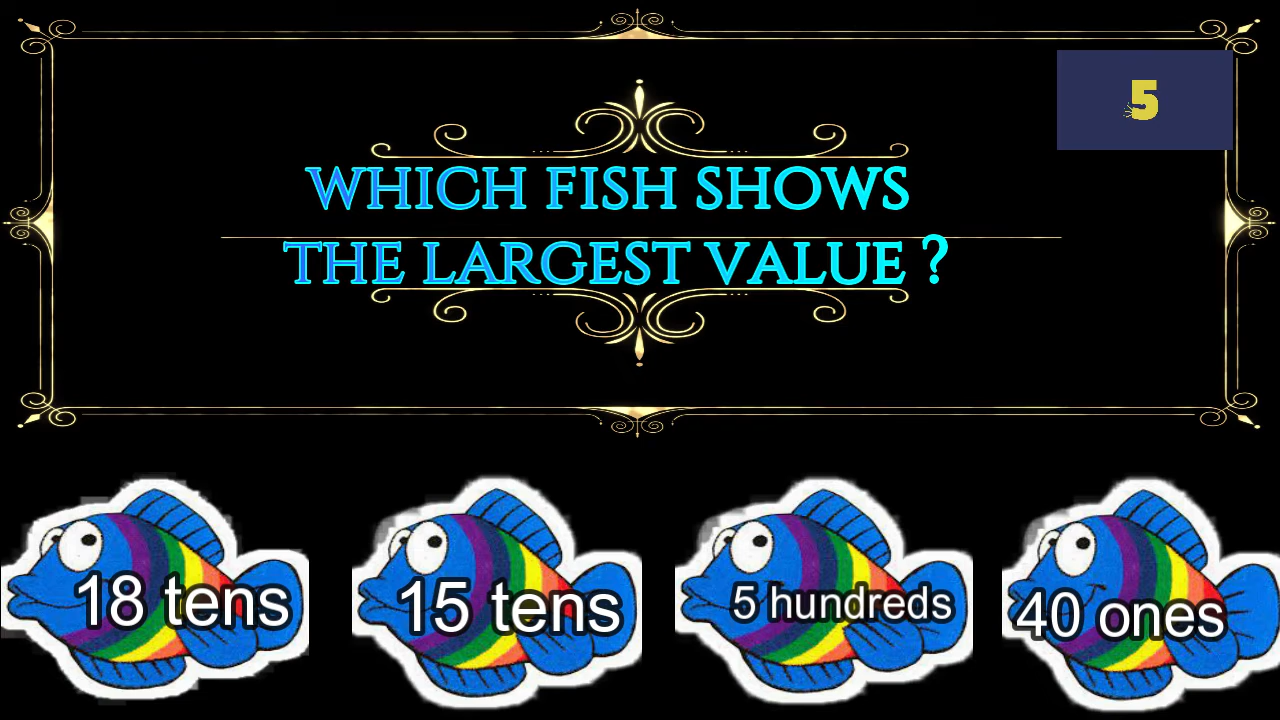 5
WHICH FISH SHOWS
THE LARGEST VALUE ?
18 tens
15 tens
5 hundreds
40 ones